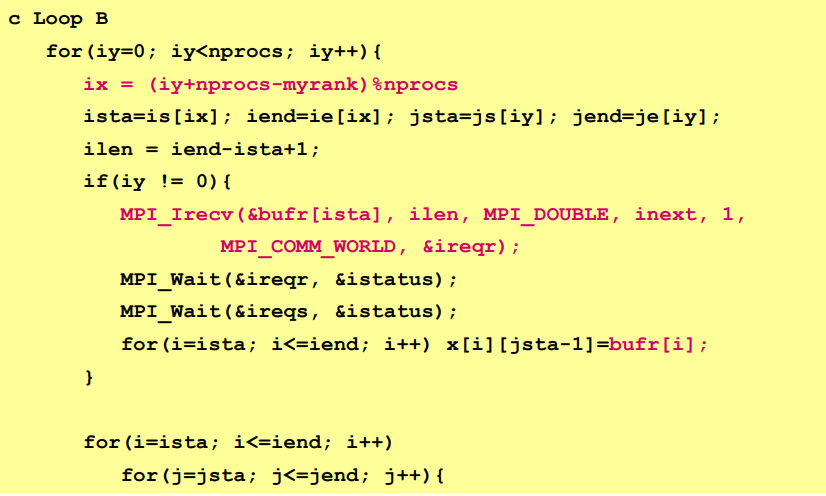 c Loop B
for(iy=0; iy<nprocs; iy++){
ix = (iy+nprocs-myrank)%nprocs
ista=is[ix]; iend=ie[ix]; jsta=js[iy]; jend=je[iy];
ilen = iend-ista+1;
if(iy != 0){
MPI_Irecv(&bufr[ista], ilen, MPI_DOUBLE, inext, 1,
MPI_COMM_WORLD, &ireqr);
MPI_Wait(&ireqr, &istatus);
MPI_Wait(&ireqs, &istatus);
for(i=ista; i<=iend; i++) x[i][jsta-1]=bufr[i];
}
for(i=ista; i<=iend; i++)
for(j=jsta; j<=jend; j++){